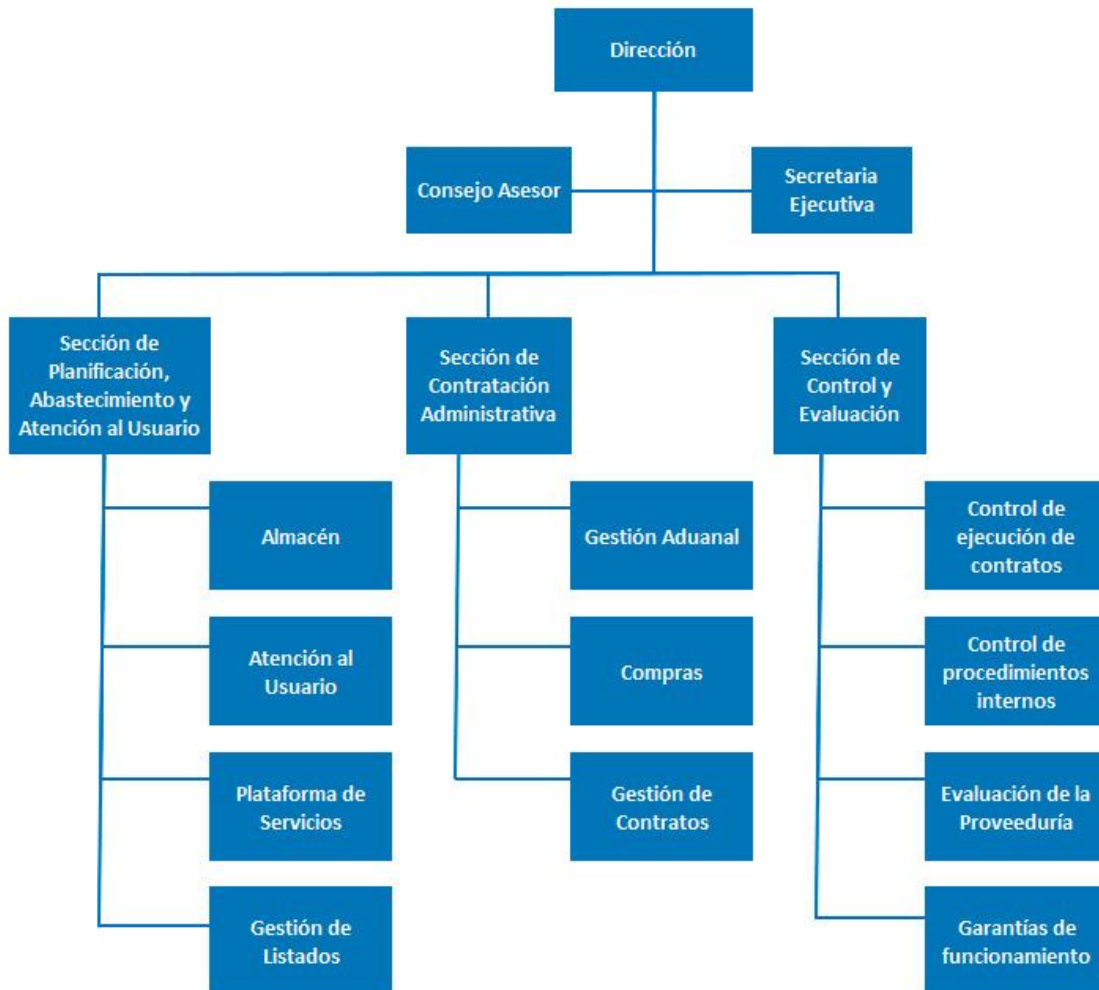 Dirección
Consejo Asesor
Secretaria
Ejecutiva
Sección de
Planificación,
Abastecimiento y
Atención al Usuario
Sección de
Contratación
Administrativa
Sección de
Control y
Evaluación
Almacén
Atención al
Usuario
Plataforma de
Servicios
Gestión de
Listados
Gestión Aduanal
Compras
Gestión de
Contratos
Control de
ejecución de
contratos
Control de
procedimientos
internos
Evaluación de la
Proveeduría
Garantías de
funcionamiento